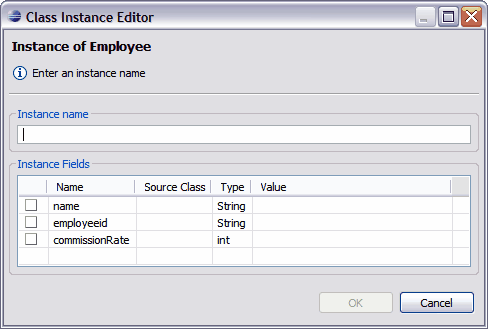 Class Instance Editor
Instance of Employee
Enter an instance name
Instance name
Instance Fields
Name Source Class Type Value
name String
employeeid String
commissionRate int
OK Cancel